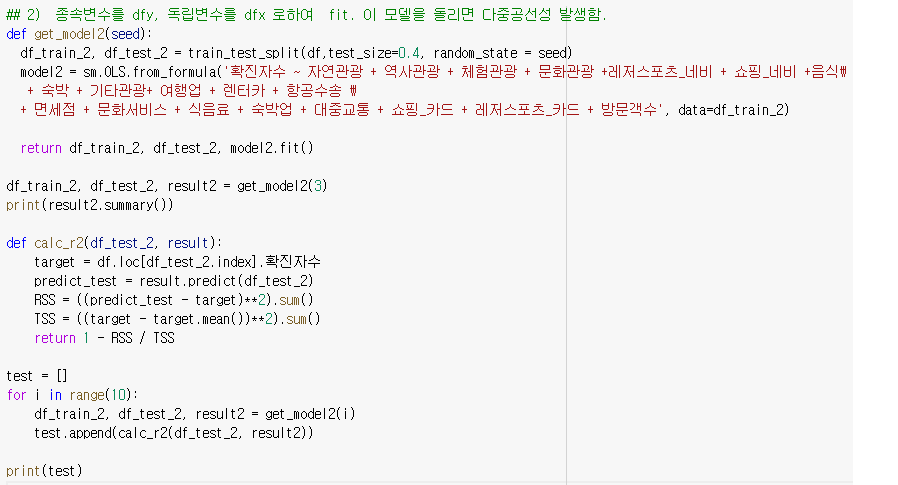 ## 2)  종속변수를 dfy, 독립변수를 dfx 로하여  fit. 이 모델을 돌리면 다중공선성 발생함.
def get_model2(seed):
  df_train_2, df_test_2 = train_test_split(df,test_size=0.4, random_state = seed)
  model2 = sm.OLS.from_formula('확진자수 ~ 자연관광 + 역사관광 + 체험관광 + 문화관광 +레저스포츠_네비 + 쇼핑_네비 +음식₩
   + 숙박 + 기타관광+ 여행업 + 렌터카 + 항공수송 ₩
  + 면세점 + 문화서비스 + 식음료 + 숙박업 + 대중교통 + 쇼핑_카드 + 레저스포츠_카드 + 방문객수', data=df_train_2)
  return df_train_2, df_test_2, model2.fit()
df_train_2, df_test_2, result2 = get_model2(3)
print(result2.summary())
def calc_r2(df_test_2, result):
    target = df.loc[df_test_2.index].확진자수
    predict_test = result.predict(df_test_2)
    RSS = ((predict_test - target)**2).sum()
    TSS = ((target - target.mean())**2).sum()
    return 1 - RSS / TSS
test = []
for i in range(10):
    df_train_2, df_test_2, result2 = get_model2(i)
    test.append(calc_r2(df_test_2, result2))
print(test)